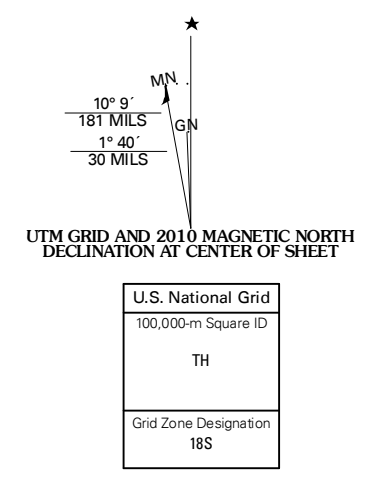 ★
MN
10° 9´
181 MILS
GN
1° 40´
30 MILS
UTM GRID AND 2010 MAGNETIC NORTH
DECLINATION AT CENTER OF SHEET
U.S. National Grid
100,000-m Square ID
TH
Grid Zone Designation
18S